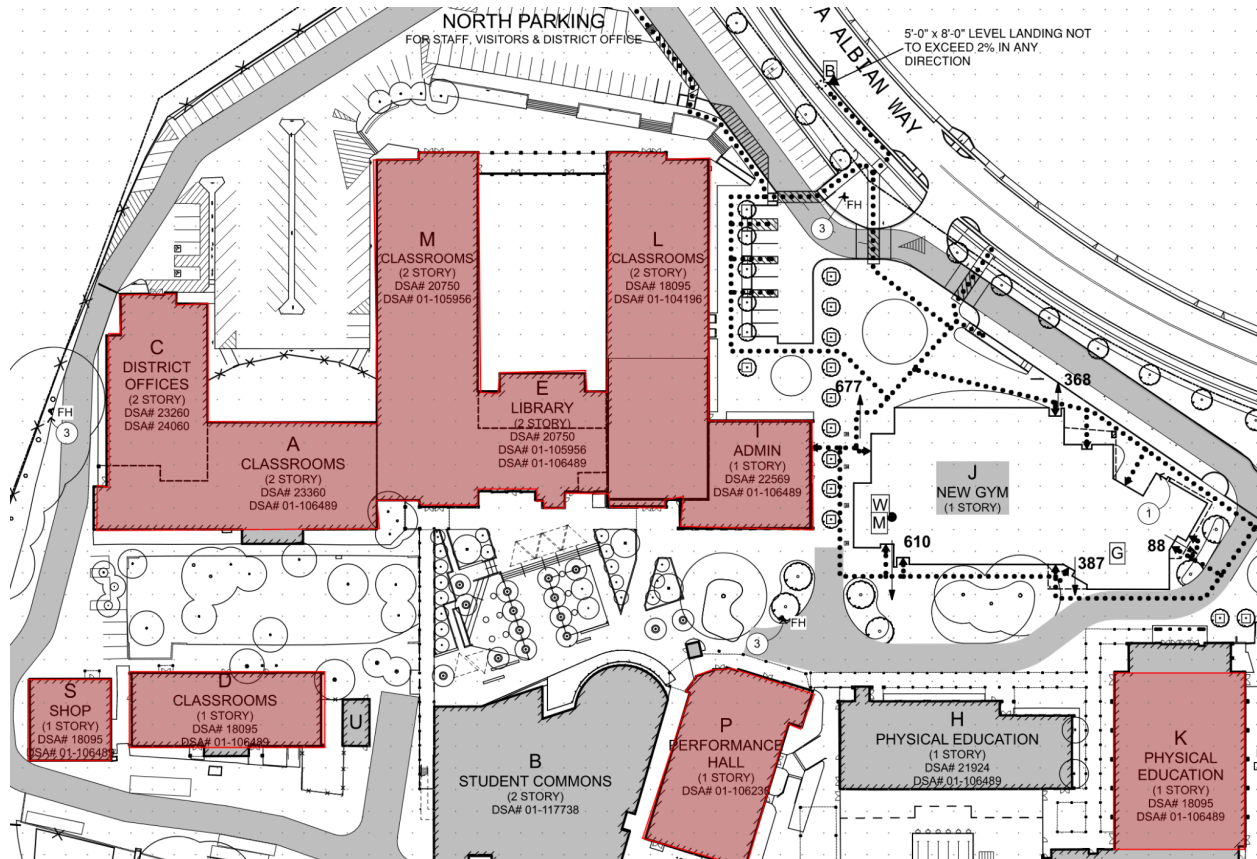 NORTH PARKING
FOR STAFF, VISITORS & DISTRICT OFFICE
5'-0" x 8'-0" LEVEL LANDING NOT
TO EXCEED 2% IN ANY
DIRECTION
B
A ALBIAN WAY
FH
3
M
CLASSROOMS
(2 STORY)
DSA# 20750
DSA# 01-105956
L
CLASSROOMS
(2 STORY)
DSA# 18095
DSA# 01-104196
C
DISTRICT
OFFICES
(2 STORY)
DSA# 23260
DSA# 24060
FH
3
A
CLASSROOMS
(2 STORY)
DSA# 23360
DSA# 01-106489
E
LIBRARY
(2 STORY)
DSA# 20750
DSA# 01-105956
DSA# 01-106489
I
ADMIN
(1 STORY)
DSA# 22569
DSA# 01-106489
677
368
J
NEW GYM
(1 STORY)
W
M
1
610
G
387
88
FH
3
S
SHOP
(1 STORY)
DSA# 18095
DSA# 01-106489
D
CLASSROOMS
(1 STORY)
DSA# 18095
DSA# 01-106489
U
B
STUDENT COMMONS
(2 STORY)
DSA# 01-117738
P
PERFORMANCE
HALL
(1 STORY)
DSA# 01-106236
H
PHYSICAL EDUCATION
(1 STORY)
DSA# 21924
DSA# 01-106489
K
PHYSICAL
EDUCATION
(1 STORY)
DSA# 18095
DSA# 01-106489